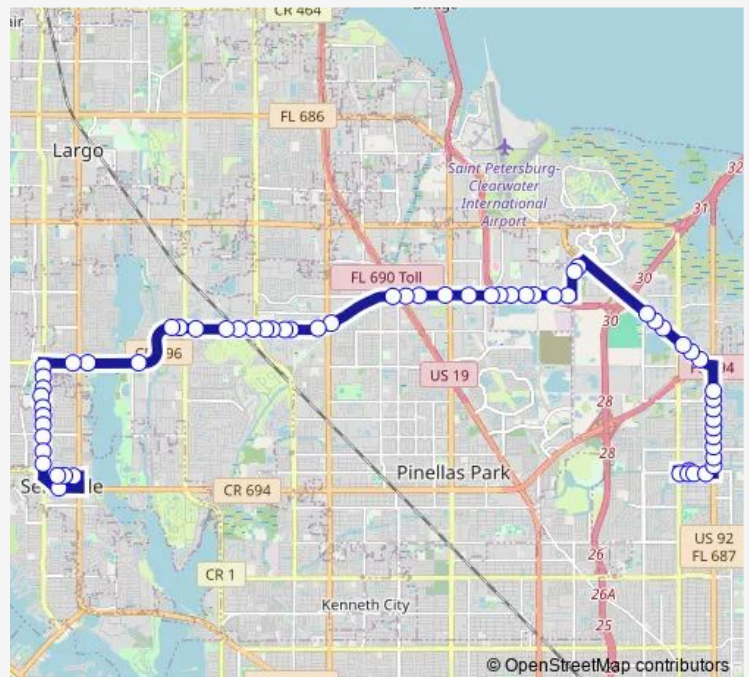 CR 464
FL 686
Largo
Saint Petersburg-
Clearwater
International
Airport
32
31
30
FL 690 Toll
30
96
US 19
94
28
28
Pinellas Park
CR 694
US 92
FL 687
26
CR 1
26A
Kenneth City
25
© OpenStreetMap contributors